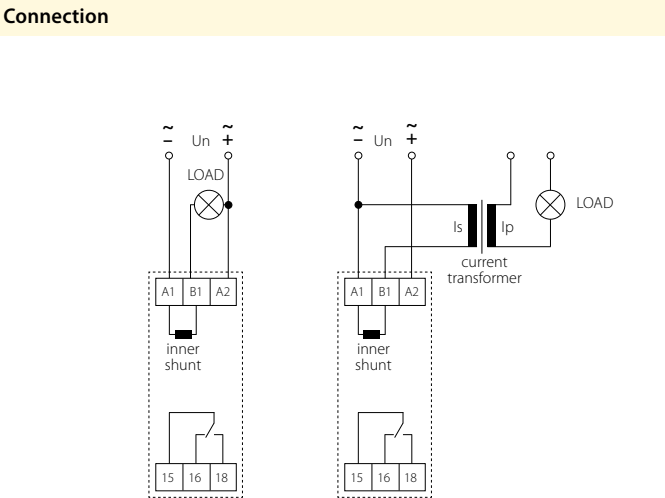 Connection
~ Un ~
− +
LOAD
A1 B1 A2
inner
shunt
15 16 18
~ Un ~
− +
LOAD
Is Ip
current
transformer
A1 B1 A2
inner
shunt
15 16 18